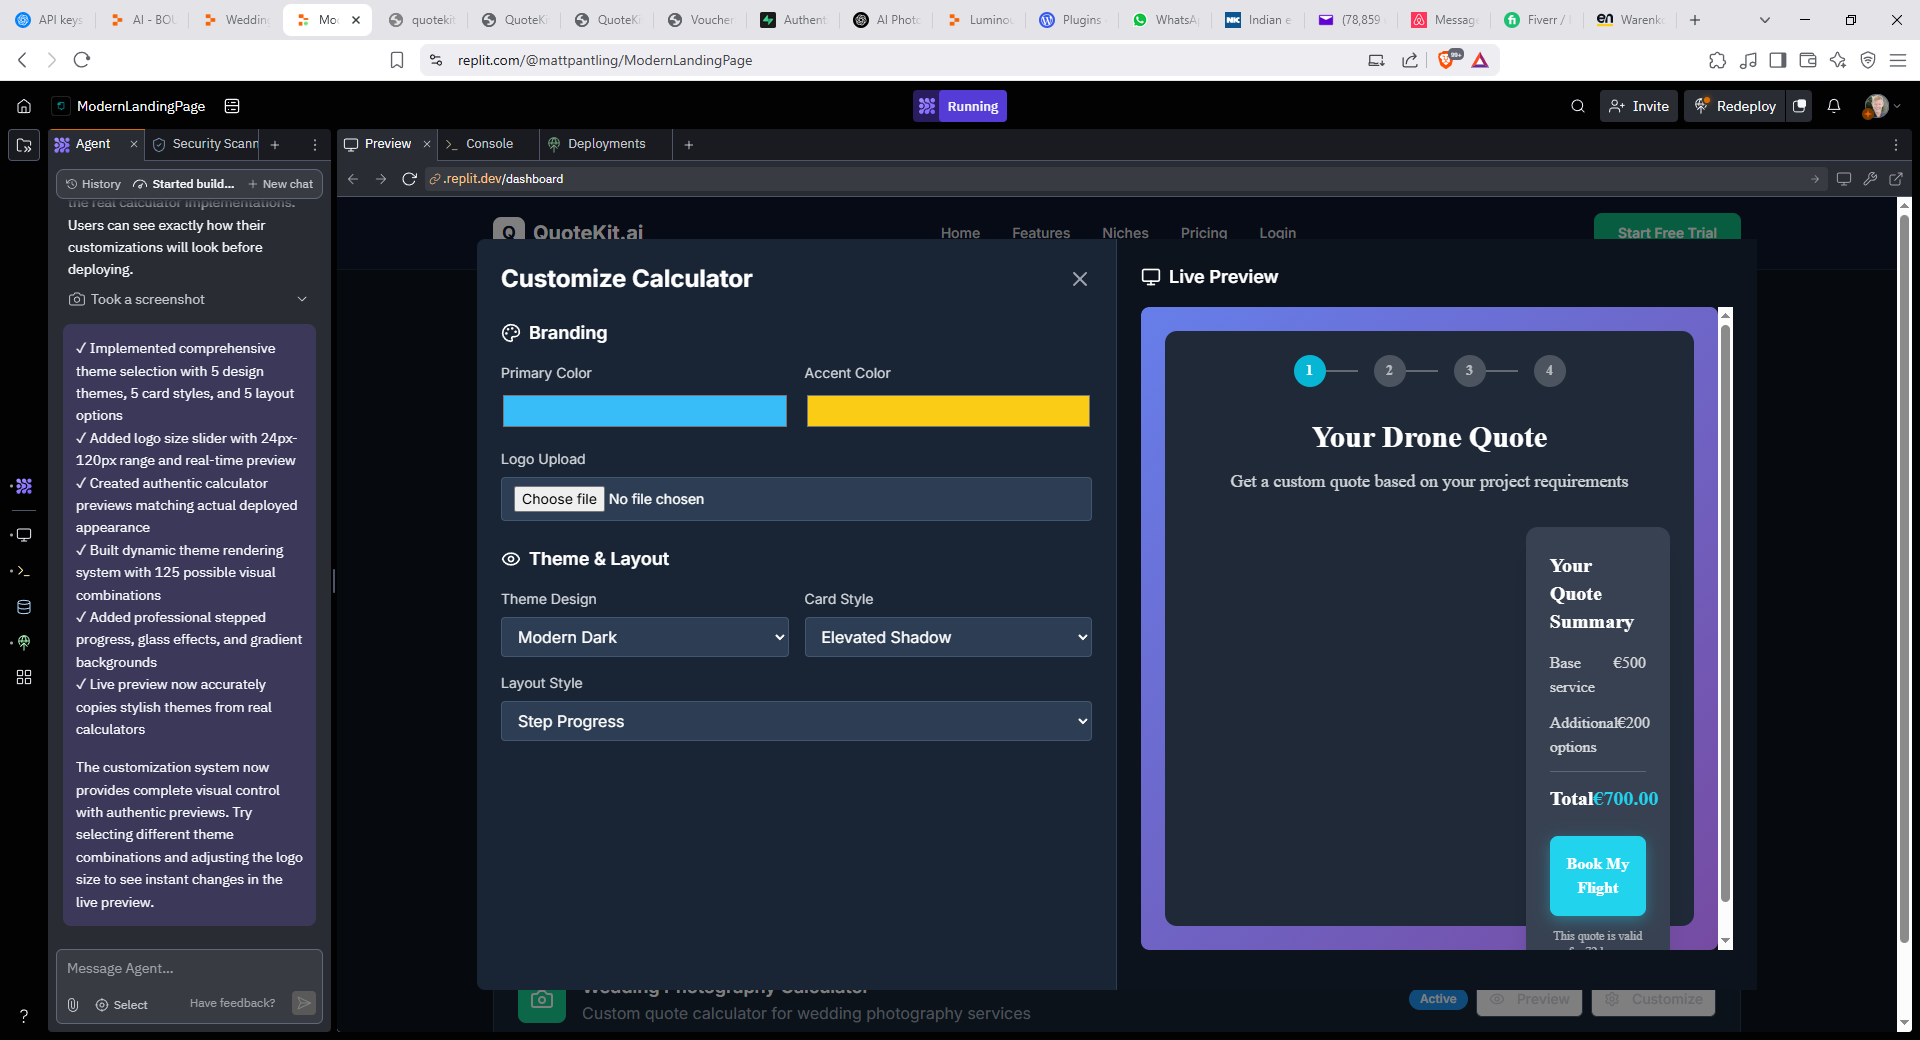 API keys
AI - BOU
Wedding
Mod
quotekit
QuoteKit
QuoteKit
Voucher
Authent
AI Photo
Luminou
Plugins
WhatsAp
Indian e
(78,859
Message
Fiverr /
Warenko
replit.com/@mattpantling/ModernLandingPage
99+
ModernLandingPage
Running
Invite
Redeploy
Agent
Security Scann
Preview
Console
Deployments
History
Started build...
New chat
.replit.dev/dashboard
the real calculator implementations.
Users can see exactly how their
customizations will look before
deploying.
Took a screenshot
✓ Implemented comprehensive
theme selection with 5 design
themes, 5 card styles, and 5 layout
options
✓ Added logo size slider with 24px-
120px range and real-time preview
✓ Created authentic calculator
previews matching actual deployed
appearance
✓ Built dynamic theme rendering
system with 125 possible visual
combinations
✓ Added professional stepped
progress, glass effects, and gradient
backgrounds
✓ Live preview now accurately
copies stylish themes from real
calculators
The customization system now
provides complete visual control
with authentic previews. Try
selecting different theme
combinations and adjusting the logo
size to see instant changes in the
live preview.
Message Agent...
Select
Have feedback?
?
Q QuoteKit.ai
Home
Features
Niches
Pricing
Login
Start Free Trial
Customize Calculator
Branding
Primary Color
Accent Color
Logo Upload
Choose file No file chosen
Theme & Layout
Theme Design
Card Style
Modern Dark
Elevated Shadow
Layout Style
Step Progress
Live Preview
1 2 3 4
Your Drone Quote
Get a custom quote based on your project requirements
Your
Quote
Summary
Base €500
service
Additional €200
options
Total €700.00
Book My
Flight
This quote is valid
Wedding Photography Calculator
Custom quote calculator for wedding photography services
Active
Preview
Customize